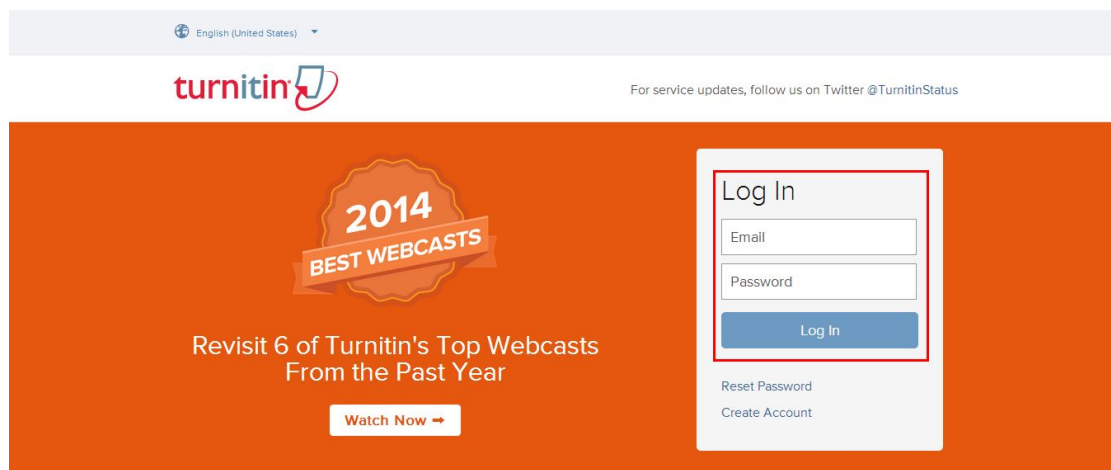 English (United States)
turnitin
For service updates, follow us on Twitter @TurnitinStatus
2014
BEST WEBCASTS
Revisit 6 of Turnitin's Top Webcasts
From the Past Year
Watch Now ➡
Log In
Email
Password
Log In
Reset Password
Create Account